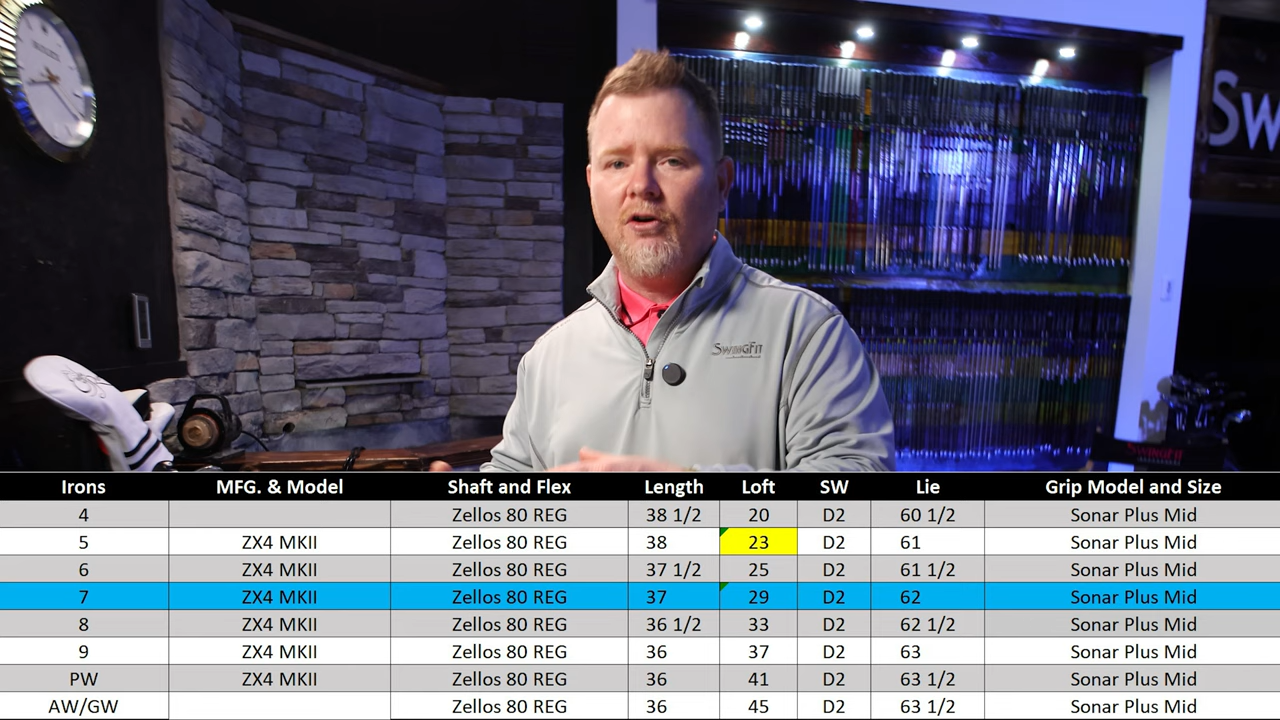 Sw
SWINGFIT
SWINGFIT
Irons MFG. & Model Shaft and Flex Length Loft SW Lie Grip Model and Size
4 Zellos 80 REG 38 1/2 20 D2 60 1/2 Sonar Plus Mid
5 ZX4 MKII Zellos 80 REG 38 23 D2 61 Sonar Plus Mid
6 ZX4 MKII Zellos 80 REG 37 1/2 25 D2 61 1/2 Sonar Plus Mid
7 ZX4 MKII Zellos 80 REG 37 29 D2 62 Sonar Plus Mid
8 ZX4 MKII Zellos 80 REG 36 1/2 33 D2 62 1/2 Sonar Plus Mid
9 ZX4 MKII Zellos 80 REG 36 37 D2 63 Sonar Plus Mid
PW ZX4 MKII Zellos 80 REG 36 41 D2 63 1/2 Sonar Plus Mid
AW/GW Zellos 80 REG 36 45 D2 63 1/2 Sonar Plus Mid